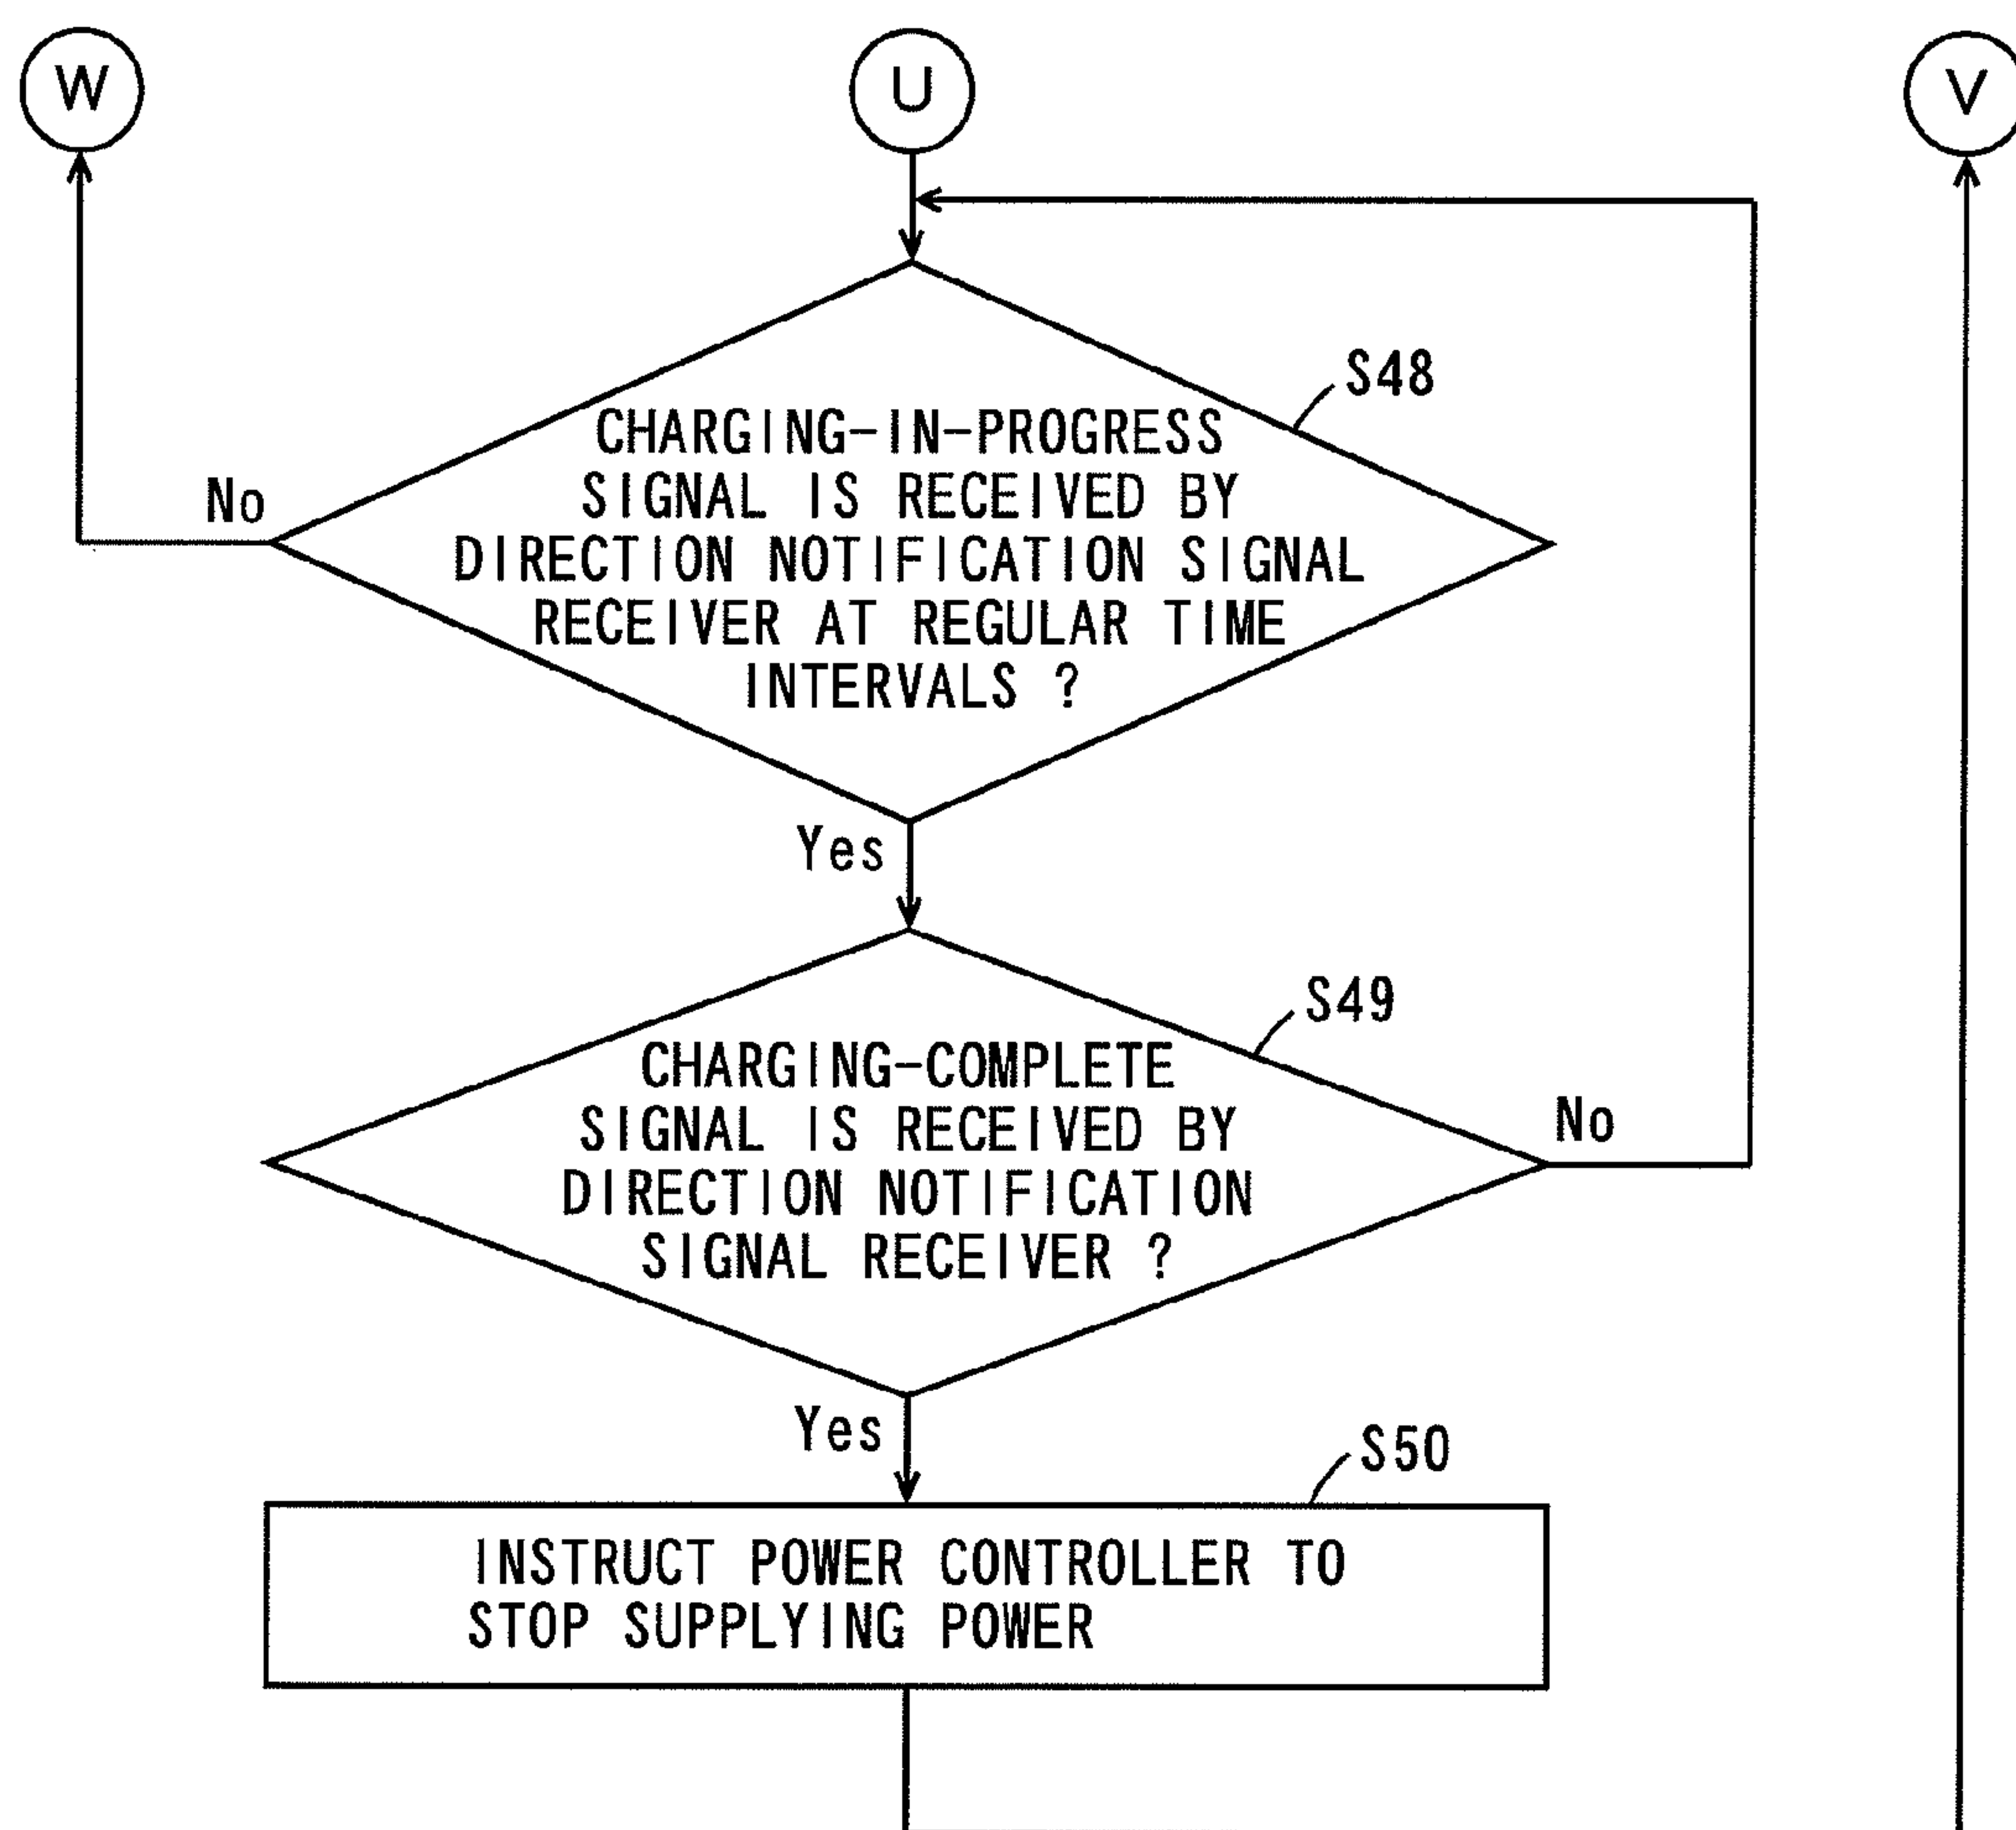 W
U
V
S48
CHARGING-IN-PROGRESS
SIGNAL IS RECEIVED BY
DIRECTION NOTIFICATION SIGNAL
RECEIVER AT REGULAR TIME
INTERVALS ?
No
Yes
S49
CHARGING-COMPLETE
SIGNAL IS RECEIVED BY
DIRECTION NOTIFICATION
SIGNAL RECEIVER ?
No
Yes
S50
INSTRUCT POWER CONTROLLER TO
STOP SUPPLYING POWER